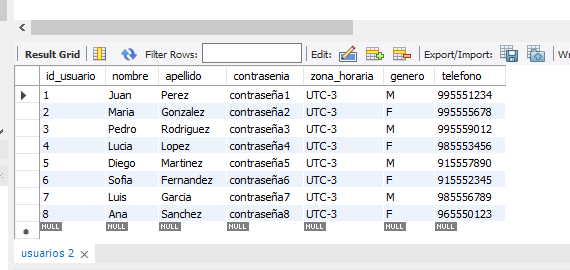 Result Grid Filter Rows: Edit: Export/Import:
id_usuario nombre apellido contrasenia zona_horaria genero telefono
1 Juan Perez contraseña1 UTC-3 M 995551234
2 Maria Gonzalez contraseña2 UTC-3 F 995555678
3 Pedro Rodriguez contraseña3 UTC-3 M 995559012
4 Lucia Lopez contraseña4 UTC-3 F 985553456
5 Diego Martinez contraseña5 UTC-3 M 915557890
6 Sofia Fernandez contraseña6 UTC-3 F 915552345
7 Luis Garcia contraseña7 UTC-3 M 985556789
8 Ana Sanchez contraseña8 UTC-3 F 965550123
NULL NULL NULL NULL NULL NULL NULL
usuarios 2